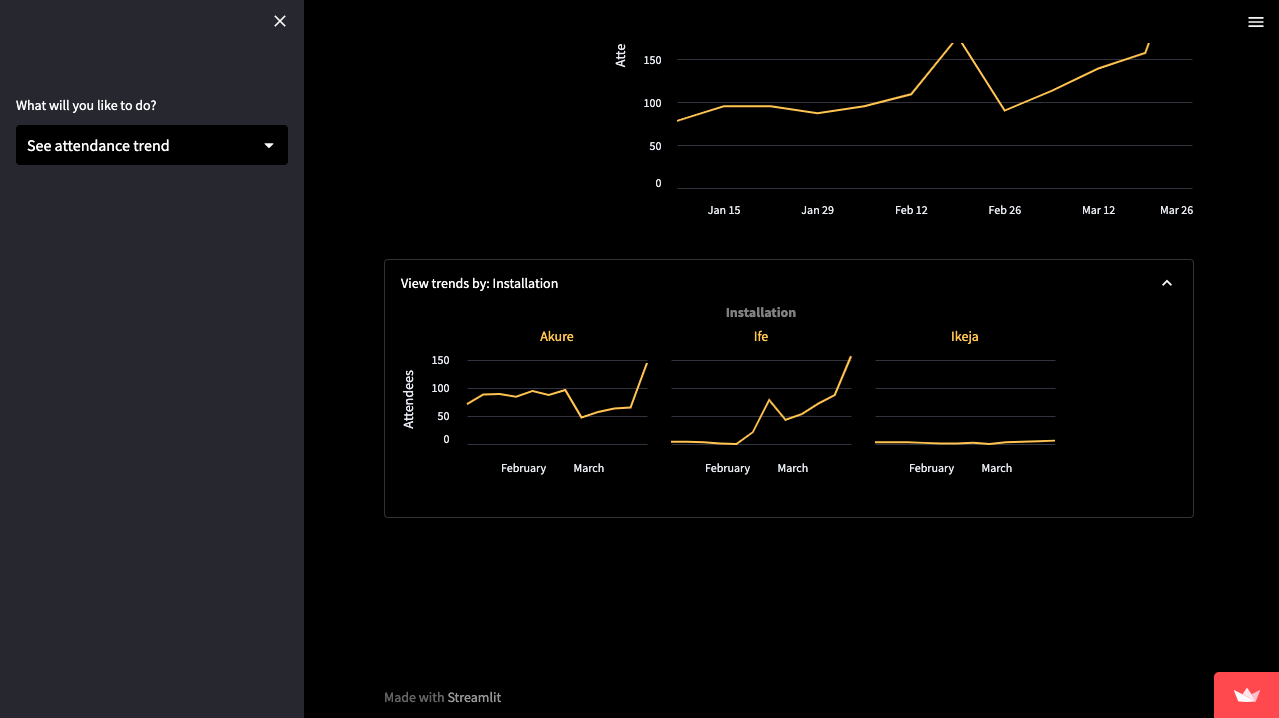 What will you like to do?
See attendance trend
Atte
150
100
50
0
Jan 15 Jan 29 Feb 12 Feb 26 Mar 12 Mar 26
View trends by: Installation
Installation
Akure Ife Ikeja
Attendees
150
100
50
0
February March February March February March
Made with Streamlit